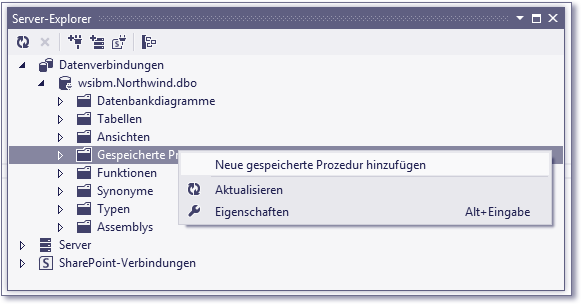 Server-Explorer
Datenverbindungen
wsibm.Northwind.dbo
Datenbankdiagramme
Tabellen
Ansichten
Gespeicherte
Neue gespeicherte Prozedur hinzufügen
Funktionen
Synonyme
Aktualisieren
Typen
Eigenschaften Alt+Eingabe
Assemblys
Server
SharePoint-Verbindungen